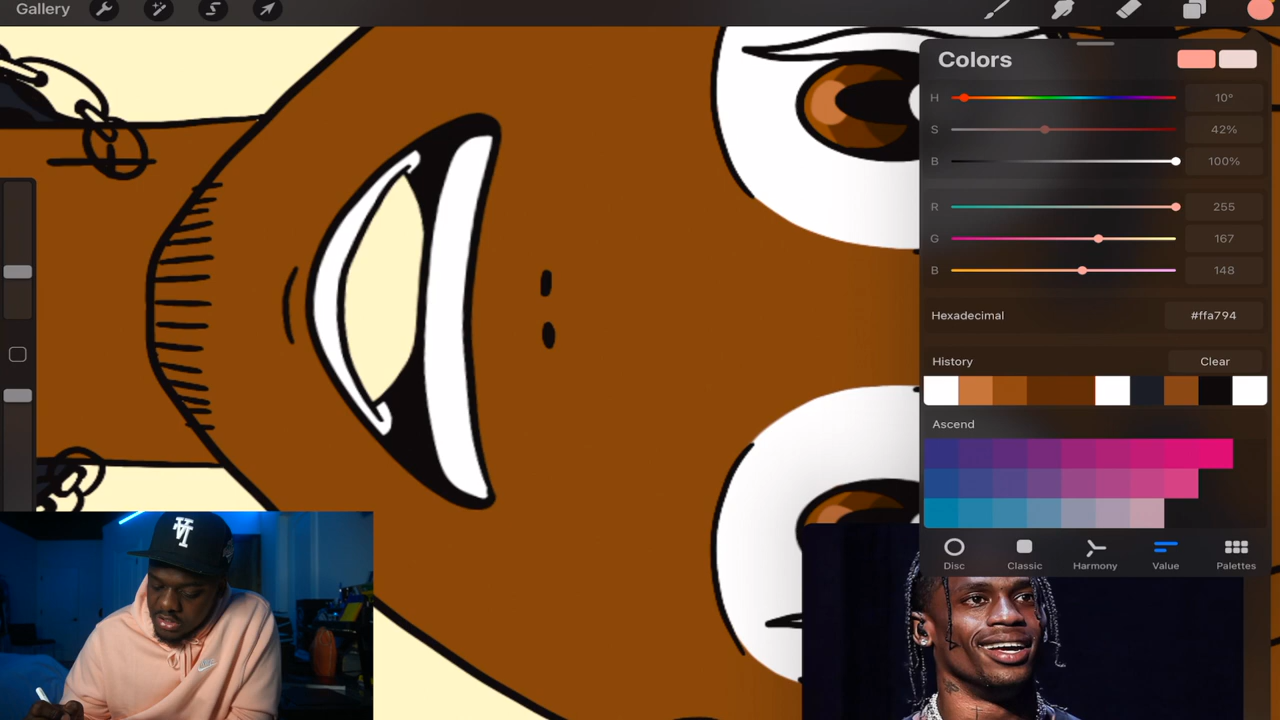 Gallery
Colors
H 10°
S 42%
B 100%
R 255
G 167
B 148
Hexadecimal #ffa794
History Clear
Ascend
Disc Classic Harmony Value Palettes